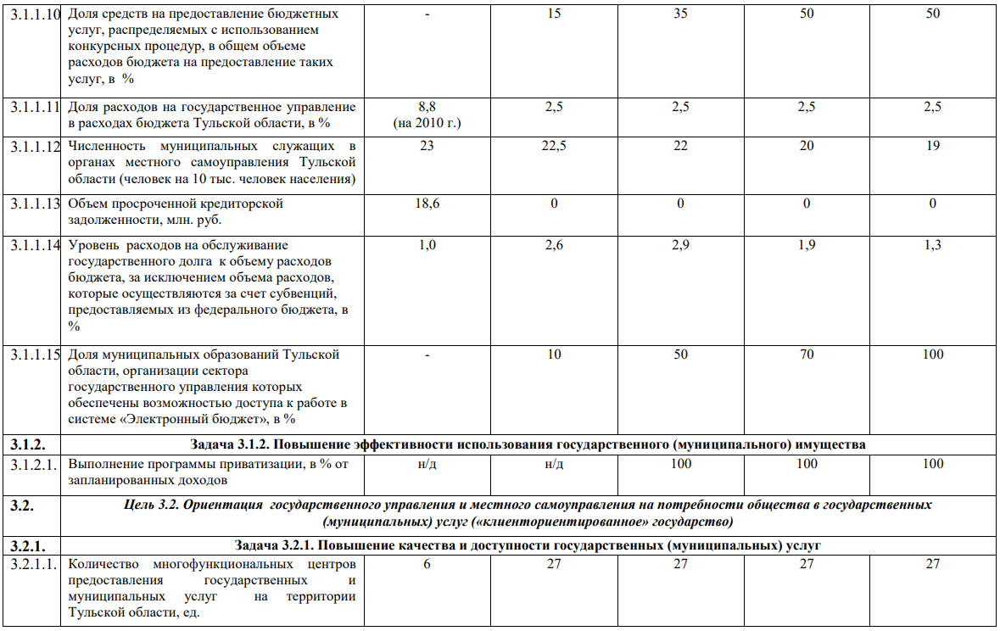 3.1.1.10 Доля средств на предоставление бюджетных - 15 35 50 50
услуг, распределяемых с использованием
конкурсных процедур, в общем объеме
расходов бюджета на предоставление таких
услуг, в %
3.1.1.11 Доля расходов на государственное управление 8,8 2,5 2,5 2,5 2,5
в расходах бюджета Тульской области, в % (на 2010 г.)
3.1.1.12 Численность муниципальных служащих в 23 22,5 22 20 19
органах местного самоуправления Тульской
области (человек на 10 тыс. человек населения)
3.1.1.13 Объем просроченной кредиторской 18,6 0 0 0 0
задолженности, млн. руб.
3.1.1.14 Уровень расходов на обслуживание 1,0 2,6 2,9 1,9 1,3
государственного долга к объему расходов
бюджета, за исключением объема расходов,
которые осуществляются за счет субвенций,
предоставляемых из федерального бюджета, в
%
3.1.1.15 Доля муниципальных образований Тульской - 10 50 70 100
области, организации сектора
государственного управления которых
обеспечены возможностью доступа к работе в
системе «Электронный бюджет», в %
3.1.2. Задача 3.1.2. Повышение эффективности использования государственного (муниципального) имущества
3.1.2.1. Выполнение программы приватизации, в % от н/д н/д 100 100 100
запланированных доходов
3.2. Цель 3.2. Ориентация государственного управления и местного самоуправления на потребности общества в государственных
(муниципальных) услуг («клиенториентированное» государство)
3.2.1. Задача 3.2.1. Повышение качества и доступности государственных (муниципальных) услуг
3.2.1.1. Количество многофункциональных центров 6 27 27 27 27
предоставления государственных и
муниципальных услуг на территории
Тульской области, ед.